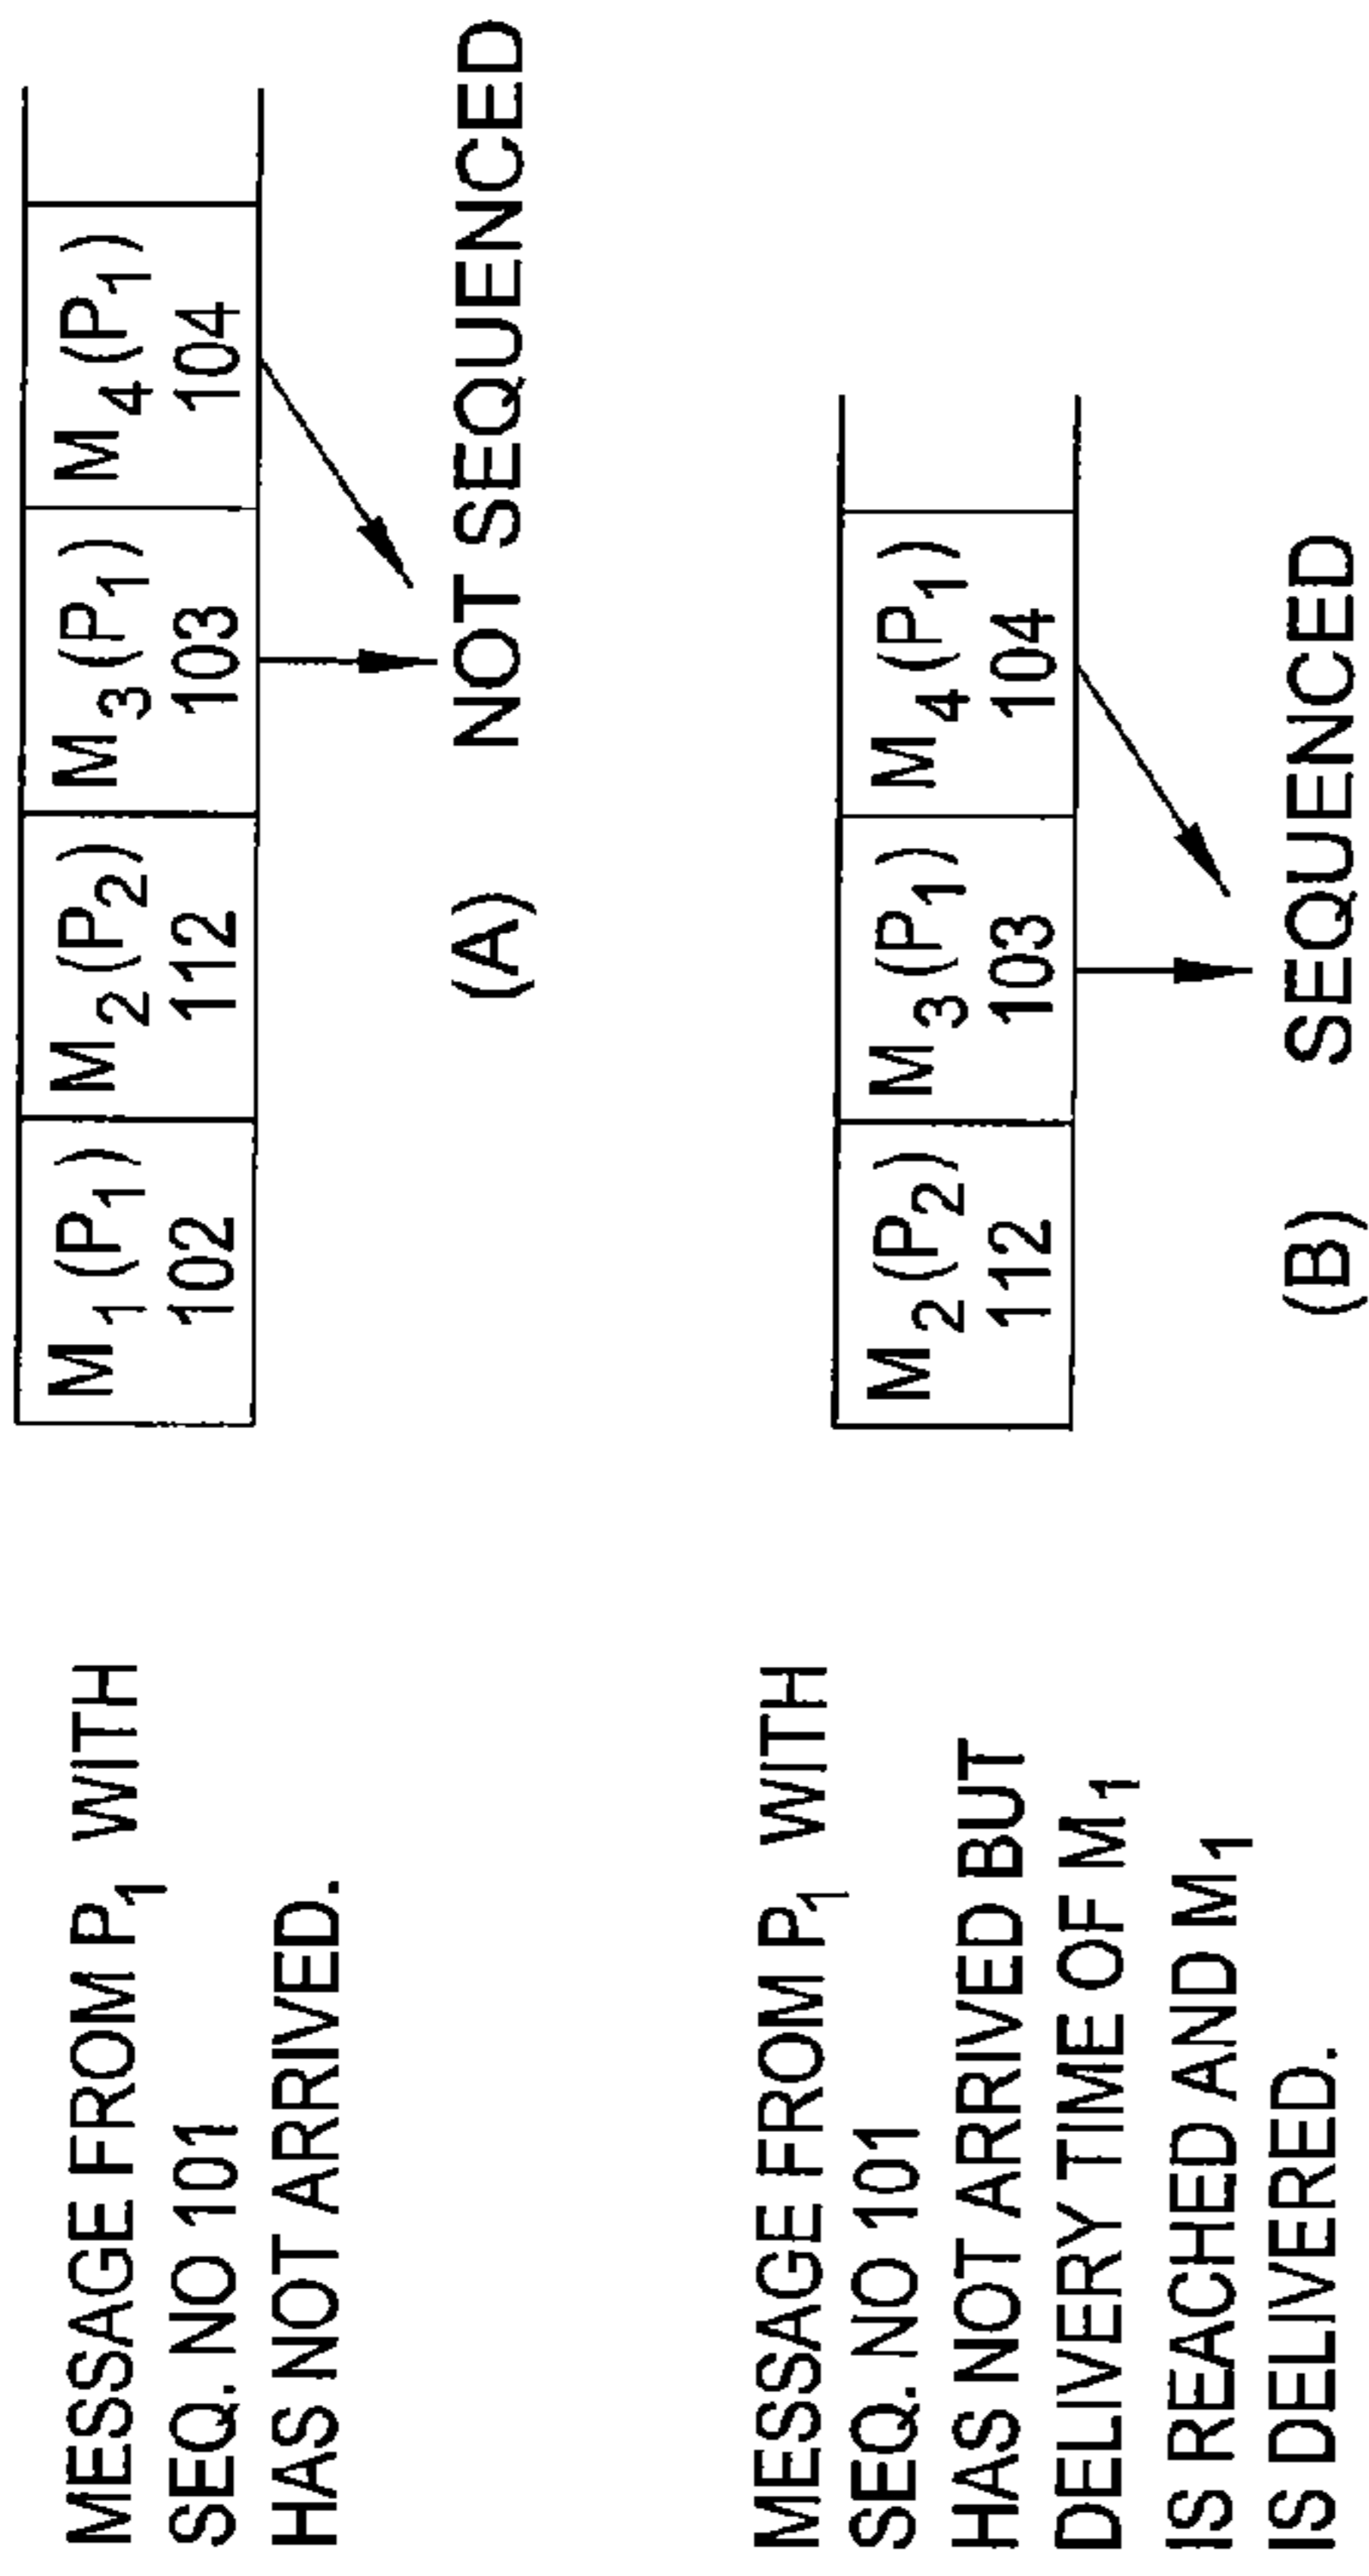 MESSAGE FROM P1 WITH
SEQ. NO 101
HAS NOT ARRIVED.
M1(P1) M2(P2) M3(P1) M4(P1)
102 112 103 104
(A) NOT SEQUENCED
MESSAGE FROM P1 WITH
SEQ. NO 101
HAS NOT ARRIVED BUT
DELIVERY TIME OF M1
IS REACHED AND M1
IS DELIVERED.
M2(P2) M3(P1) M4(P1)
112 103 104
(B) SEQUENCED